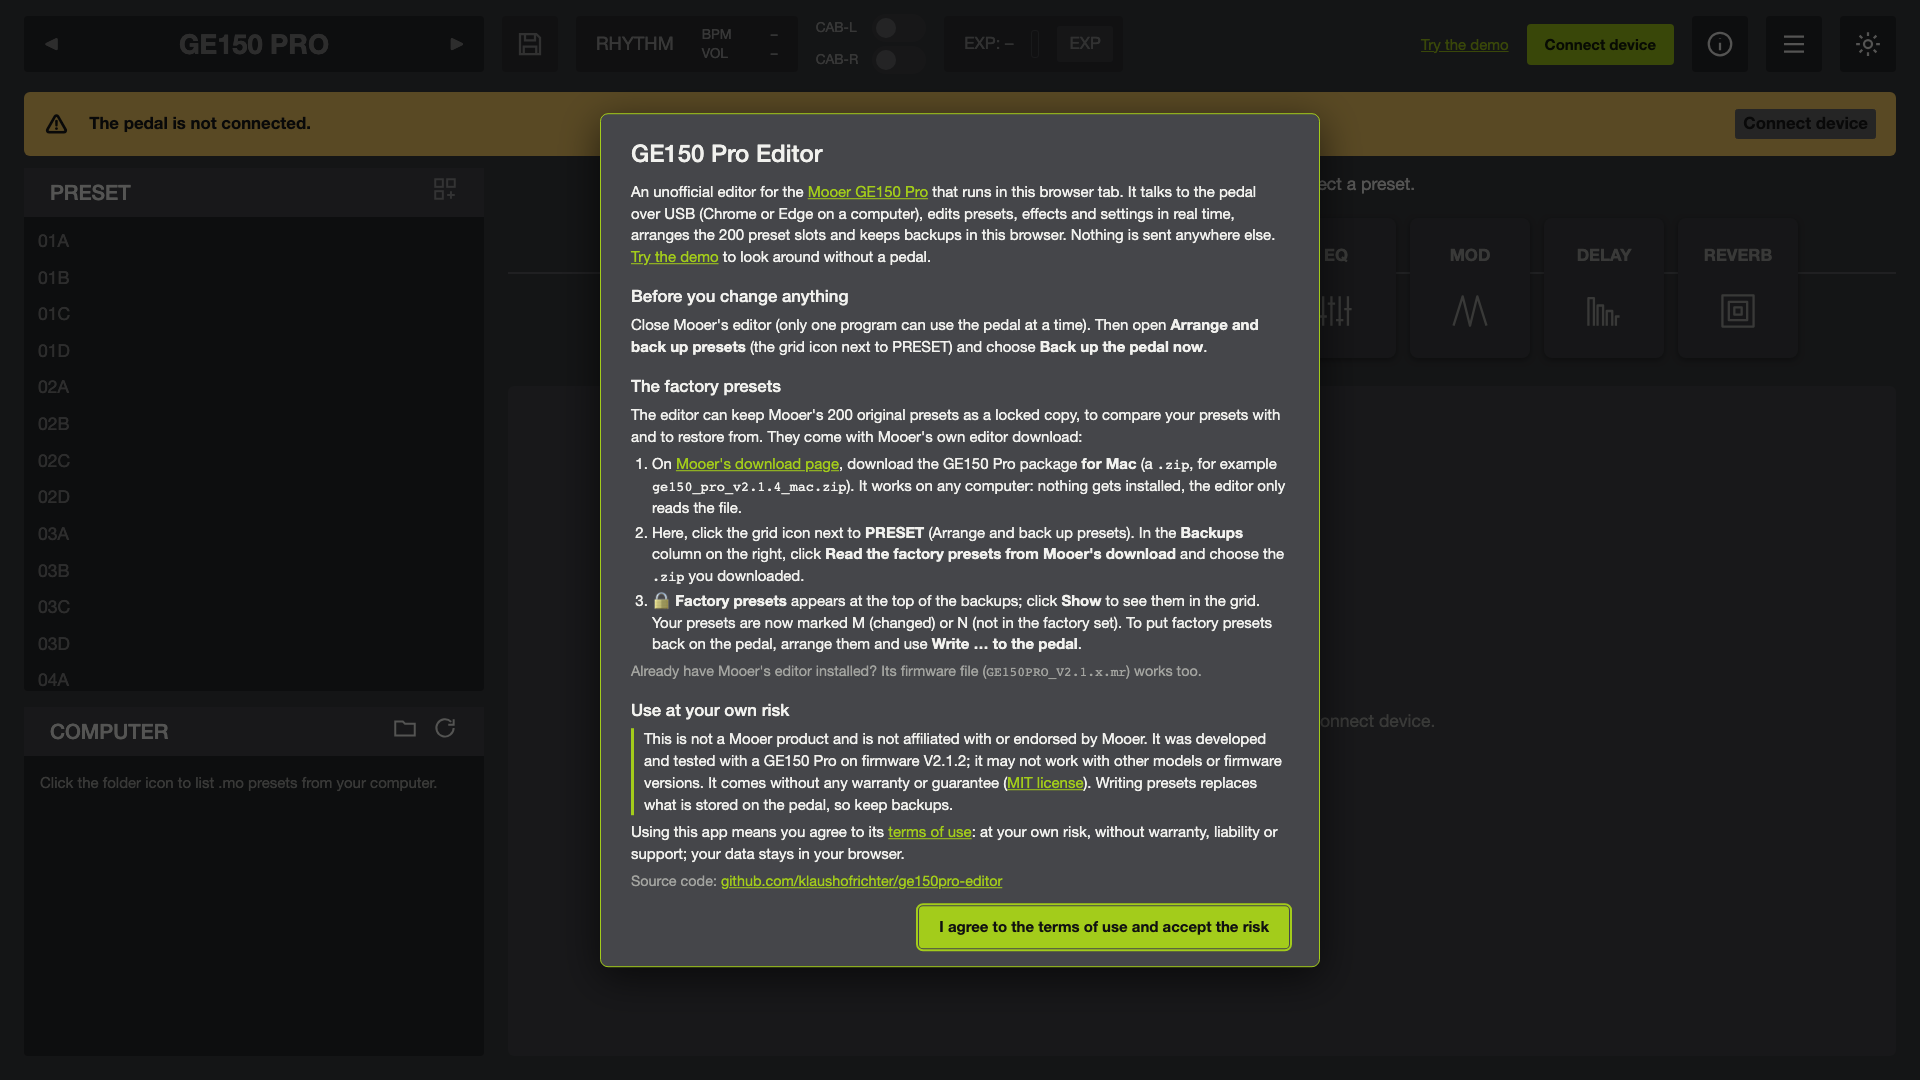 GE150 PRO
RHYTHM
BPM –
VOL –
CAB-L
CAB-R
EXP: –
EXP
Try the demo
Connect device
The pedal is not connected.
Connect device
PRESET
01A
01B
01C
01D
02A
02B
02C
02D
03A
03B
03C
03D
04A
COMPUTER
Click the folder icon to list .mo presets from your computer.
ect a preset.
EQ
MOD
DELAY
REVERB
onnect device.
GE150 Pro Editor
An unofficial editor for the Mooer GE150 Pro that runs in this browser tab. It talks to the pedal
over USB (Chrome or Edge on a computer), edits presets, effects and settings in real time,
arranges the 200 preset slots and keeps backups in this browser. Nothing is sent anywhere else.
Try the demo to look around without a pedal.
Before you change anything
Close Mooer's editor (only one program can use the pedal at a time). Then open Arrange and
back up presets (the grid icon next to PRESET) and choose Back up the pedal now.
The factory presets
The editor can keep Mooer's 200 original presets as a locked copy, to compare your presets with
and to restore from. They come with Mooer's own editor download:
1. On Mooer's download page, download the GE150 Pro package for Mac (a .zip, for example
ge150_pro_v2.1.4_mac.zip). It works on any computer: nothing gets installed, the editor only
reads the file.
2. Here, click the grid icon next to PRESET (Arrange and back up presets). In the Backups
column on the right, click Read the factory presets from Mooer's download and choose the
.zip you downloaded.
3. 🔒 Factory presets appears at the top of the backups; click Show to see them in the grid.
Your presets are now marked M (changed) or N (not in the factory set). To put factory presets
back on the pedal, arrange them and use Write ... to the pedal.
Already have Mooer's editor installed? Its firmware file (GE150PRO_V2.1.x.mr) works too.
Use at your own risk
This is not a Mooer product and is not affiliated with or endorsed by Mooer. It was developed
and tested with a GE150 Pro on firmware V2.1.2; it may not work with other models or firmware
versions. It comes without any warranty or guarantee (MIT license). Writing presets replaces
what is stored on the pedal, so keep backups.
Using this app means you agree to its terms of use: at your own risk, without warranty, liability or
support; your data stays in your browser.
Source code: github.com/klaushofrichter/ge150pro-editor
I agree to the terms of use and accept the risk